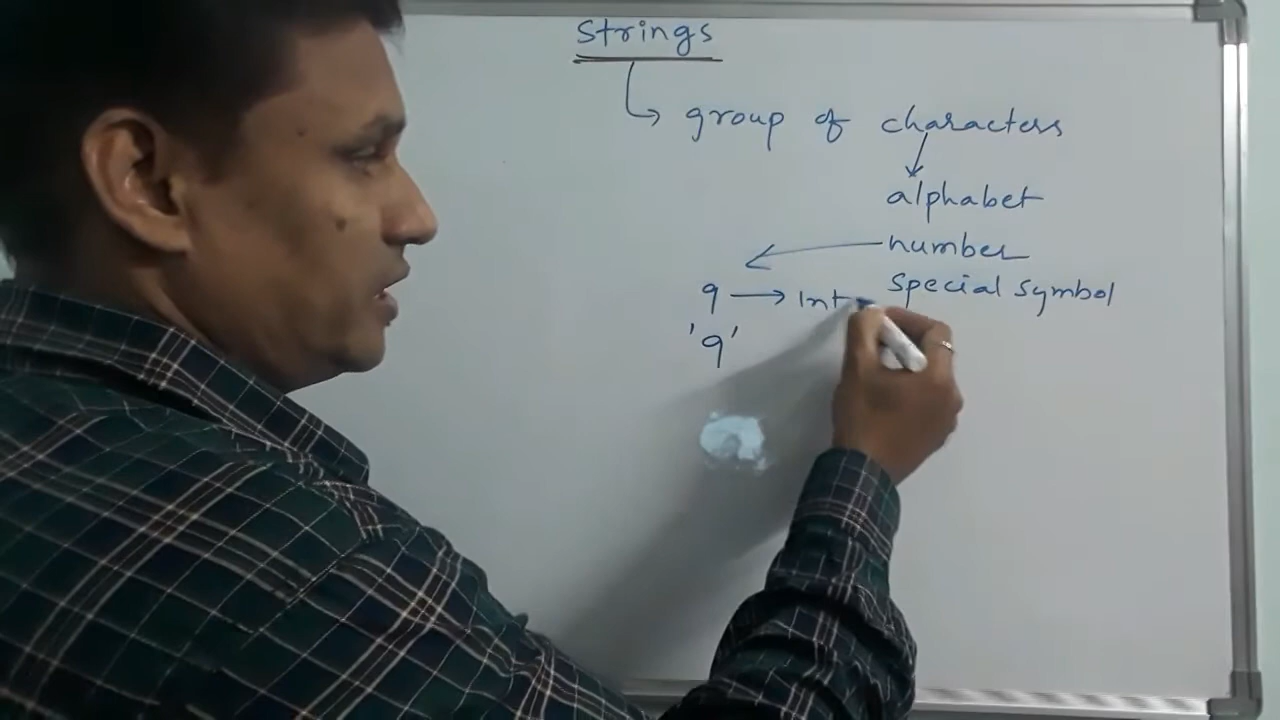 Strings
group of characters
alphabet
number
9 → Int
special symbol
'9'